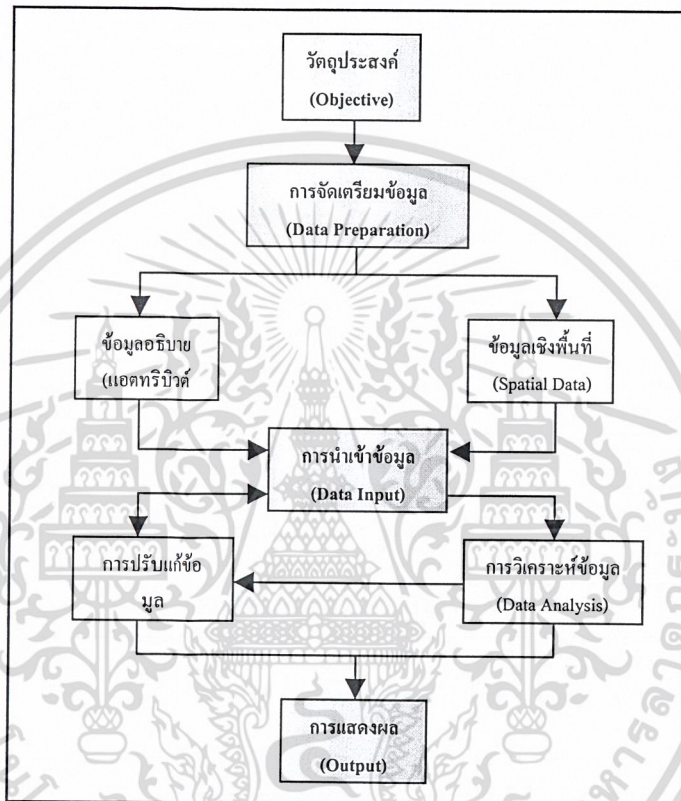 วัตถุประสงค์
(Objective)
การจัดเตรียมข้อมูล
(Data Preparation)
ข้อมูลอธิบาย
(แอตทริบิวต์
ข้อมูลเชิงพื้นที่
(Spatial Data)
การนำเข้าข้อมูล
(Data Input)
การปรับแก้ข้อ
มูล
การวิเคราะห์ข้อมูล
(Data Analysis)
การแสดงผล
(Output)